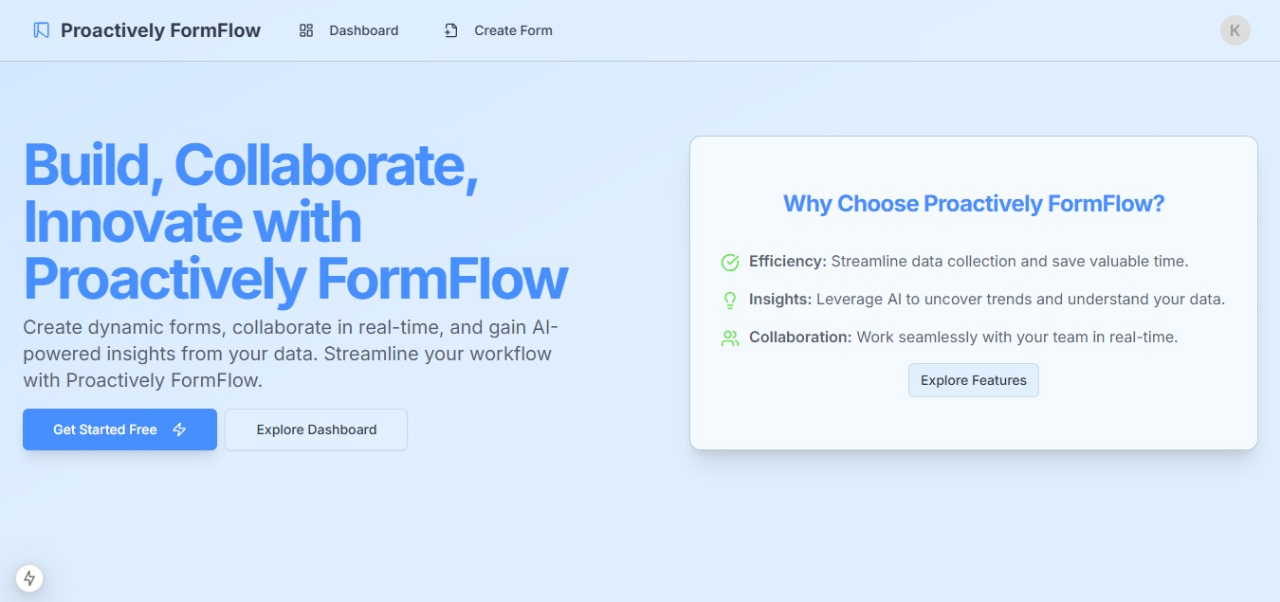 Proactively FormFlow
Dashboard
Create Form
K
Build, Collaborate,
Innovate with
Proactively FormFlow
Create dynamic forms, collaborate in real-time, and gain AI-
powered insights from your data. Streamline your workflow
with Proactively FormFlow.
Get Started Free
Explore Dashboard
Why Choose Proactively FormFlow?
Efficiency: Streamline data collection and save valuable time.
Insights: Leverage AI to uncover trends and understand your data.
Collaboration: Work seamlessly with your team in real-time.
Explore Features